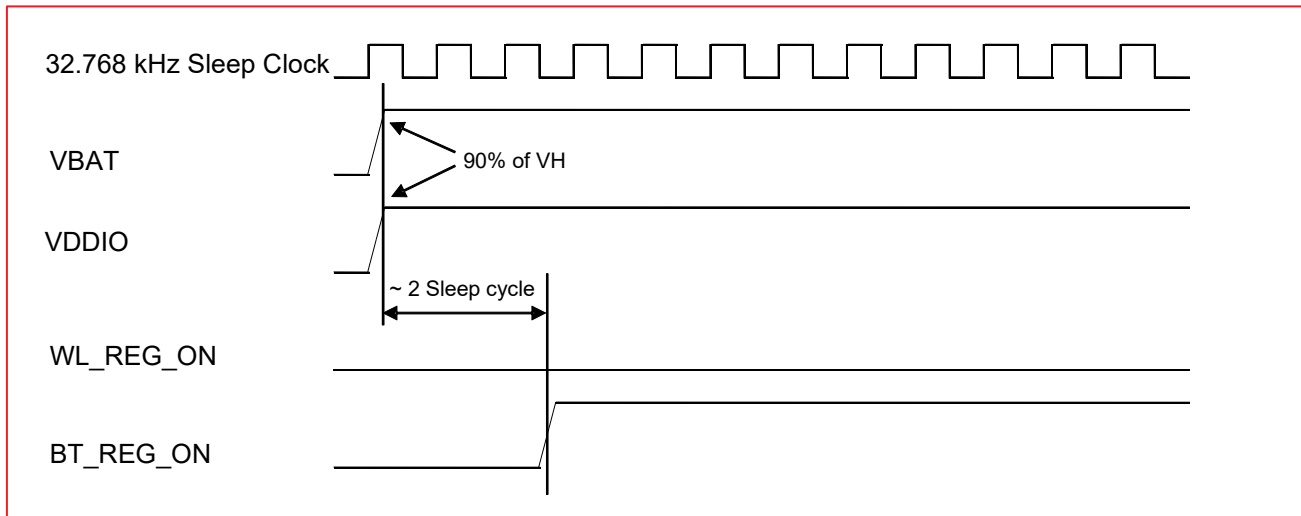 32.768 kHz Sleep Clock
VBAT
90% of VH
VDDIO
~ 2 Sleep cycle
WL_REG_ON
BT_REG_ON